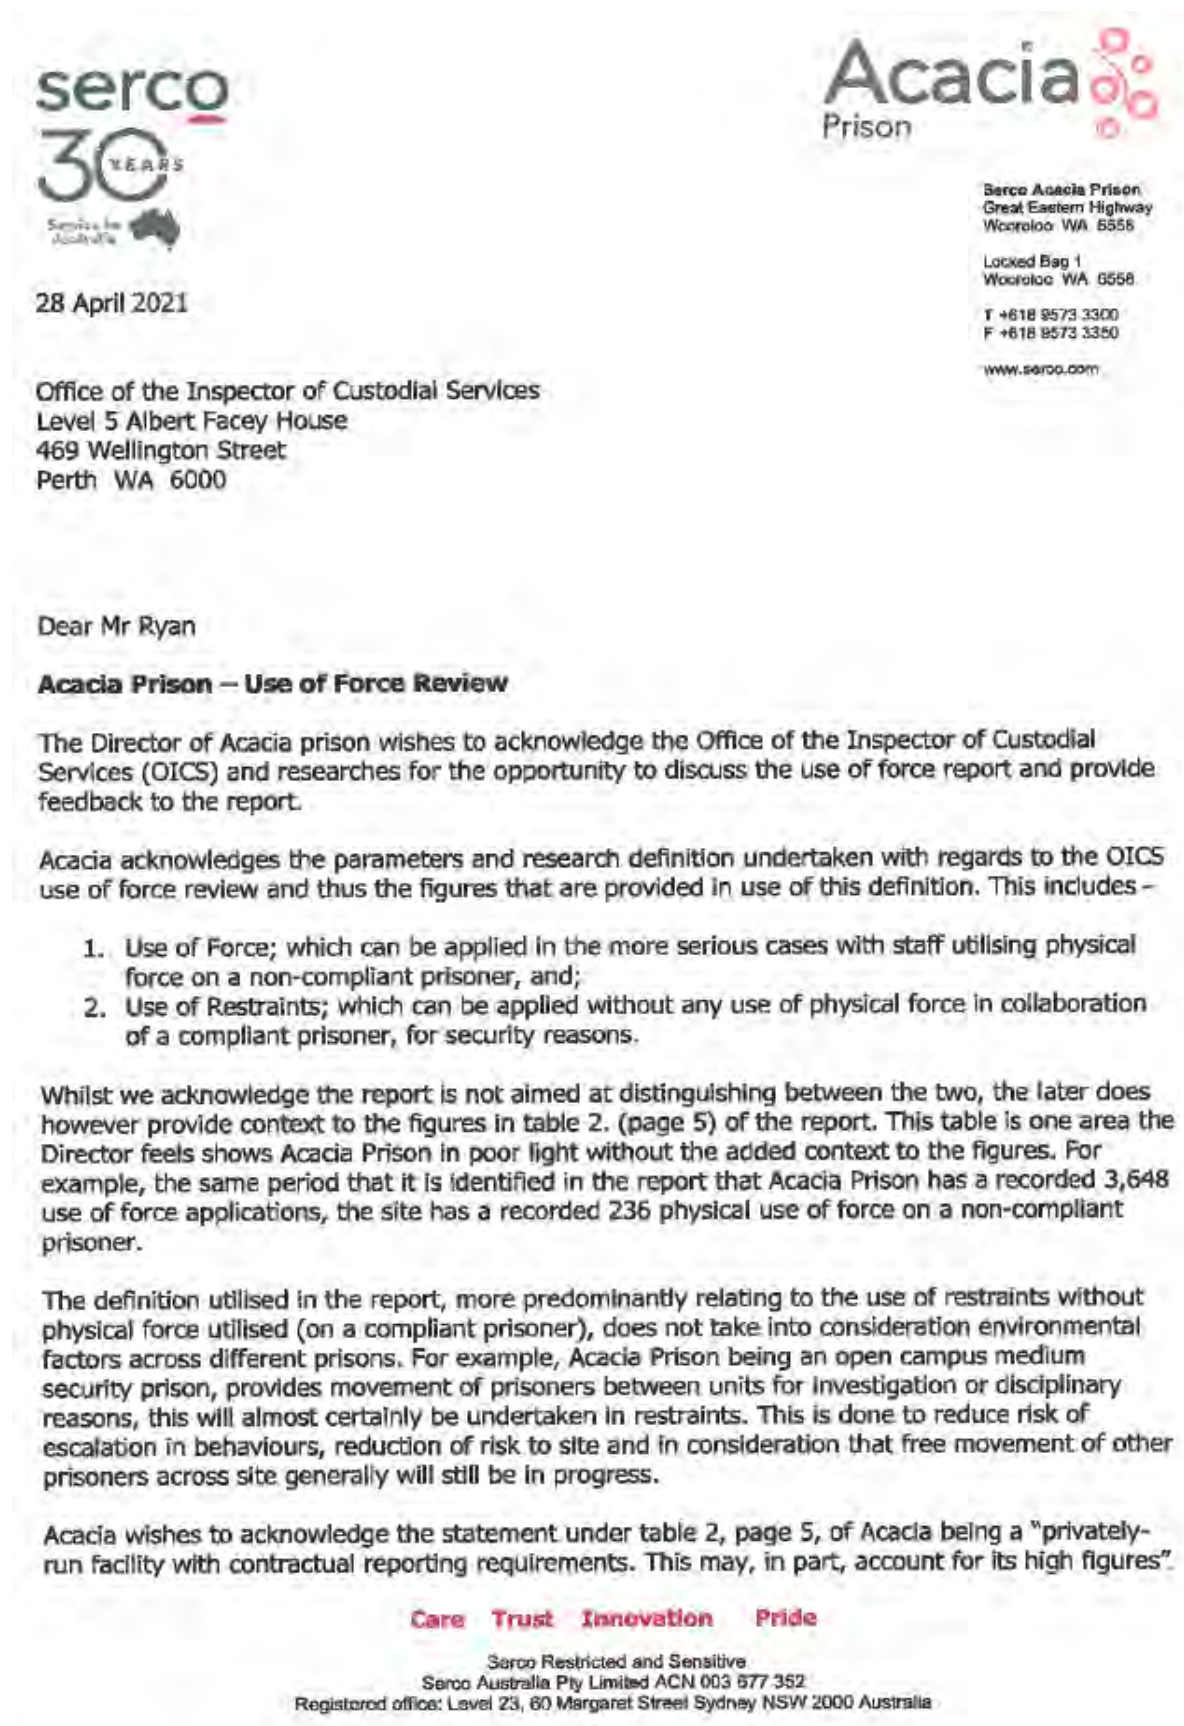 serco
30
YEARS
Acacia
Prison
Serco Acacia Prison
Great Eastern Highway
Wooroloo WA 6558
Locked Bag 1
Wooroloo WA 6558
T +618 9573 3300
F +618 9573 3350
www.serco.com
28 April 2021
Office of the Inspector of Custodial Services
Level 5 Albert Facey House
469 Wellington Street
Perth WA 6000
Dear Mr Ryan
Acacia Prison – Use of Force Review
The Director of Acacia prison wishes to acknowledge the Office of the Inspector of Custodial
Services (OICS) and researches for the opportunity to discuss the use of force report and provide
feedback to the report.
Acacia acknowledges the parameters and research definition undertaken with regards to the OICS
use of force review and thus the figures that are provided in use of this definition. This includes –
1. Use of Force; which can be applied in the more serious cases with staff utilising physical
force on a non-compliant prisoner, and;
2. Use of Restraints; which can be applied without any use of physical force in collaboration
of a compliant prisoner, for security reasons.
Whilst we acknowledge the report is not aimed at distinguishing between the two, the later does
however provide context to the figures in table 2. (page 5) of the report. This table is one area the
Director feels shows Acacia Prison in poor light without the added context to the figures. For
example, the same period that it is identified in the report that Acacia Prison has a recorded 3,648
use of force applications, the site has a recorded 236 physical use of force on a non-compliant
prisoner.
The definition utilised in the report, more predominantly relating to the use of restraints without
physical force utilised (on a compliant prisoner), does not take into consideration environmental
factors across different prisons. For example, Acacia Prison being an open campus medium
security prison, provides movement of prisoners between units for investigation or disciplinary
reasons, this will almost certainly be undertaken in restraints. This is done to reduce risk of
escalation in behaviours, reduction of risk to site and in consideration that free movement of other
prisoners across site generally will still be in progress.
Acacia wishes to acknowledge the statement under table 2, page 5, of Acacia being a "privately-
run facility with contractual reporting requirements. This may, in part, account for its high figures".
Care Trust Innovation Pride
Serco Restricted and Sensitive
Serco Australia Pty Limited ACN 003 677 352
Registered office: Level 23, 60 Margaret Street Sydney NSW 2000 Australia